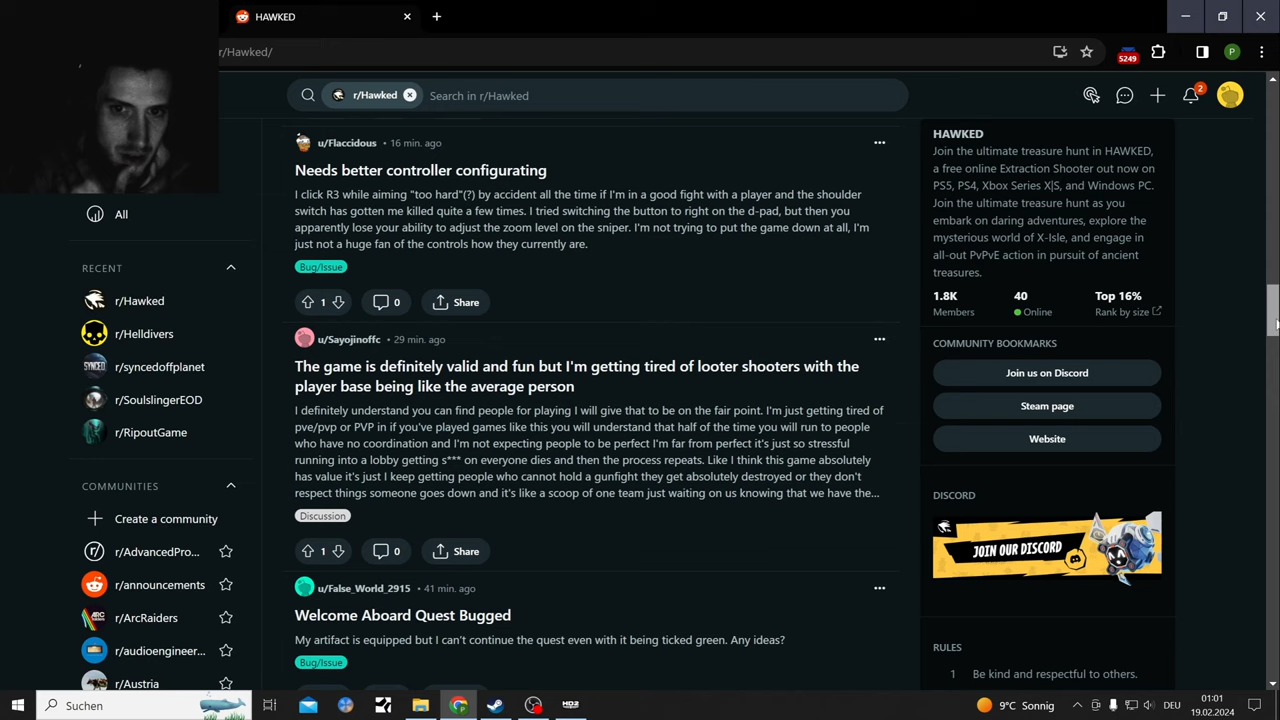 HAWKED
r/Hawked/
5249
P
r/Hawked
Search in r/Hawked
2
All
RECENT
r/Hawked
r/Helldivers
r/syncedoffplanet
r/SoulslingerEOD
r/RipoutGame
COMMUNITIES
Create a community
r/AdvancedPro...
r/announcements
r/ArcRaiders
r/audioengineer...
r/Austria
u/Flaccidous • 16 min. ago
Needs better controller configurating
I click R3 while aiming "too hard"(?) by accident all the time if I'm in a good fight with a player and the shoulder
switch has gotten me killed quite a few times. I tried switching the button to right on the d-pad, but then you
apparently lose your ability to adjust the zoom level on the sniper. I'm not trying to put the game down at all, I'm
just not a huge fan of the controls how they currently are.
Bug/Issue
1
0
Share
u/Sayojinoffc • 29 min. ago
The game is definitely valid and fun but I'm getting tired of looter shooters with the
player base being like the average person
I definitely understand you can find people for playing I will give that to be on the fair point. I'm just getting tired of
pve/pvp or PVP in if you've played games like this you will understand that half of the time you will run to people
who have no coordination and I'm not expecting people to be perfect I'm far from perfect it's just so stressful
running into a lobby getting s*** on everyone dies and then the process repeats. Like I think this game absolutely
has value it's just I keep getting people who cannot hold a gunfight they get absolutely destroyed or they don't
respect things someone goes down and it's like a scoop of one team just waiting on us knowing that we have the...
Discussion
1
0
Share
u/False_World_2915 • 41 min. ago
Welcome Aboard Quest Bugged
My artifact is equipped but I can't continue the quest even with it being ticked green. Any ideas?
Bug/Issue
HAWKED
Join the ultimate treasure hunt in HAWKED,
a free online Extraction Shooter out now on
PS5, PS4, Xbox Series X|S, and Windows PC.
Join the ultimate treasure hunt as you
embark on daring adventures, explore the
mysterious world of X-Isle, and engage in
all-out PvPvE action in pursuit of ancient
treasures.
1.8K
Members
40
Online
Top 16%
Rank by size
COMMUNITY BOOKMARKS
Join us on Discord
Steam page
Website
DISCORD
JOIN OUR DISCORD
RULES
1 Be kind and respectful to others.
Suchen
HD2
9°C Sonnig
DEU
01:01
19.02.2024